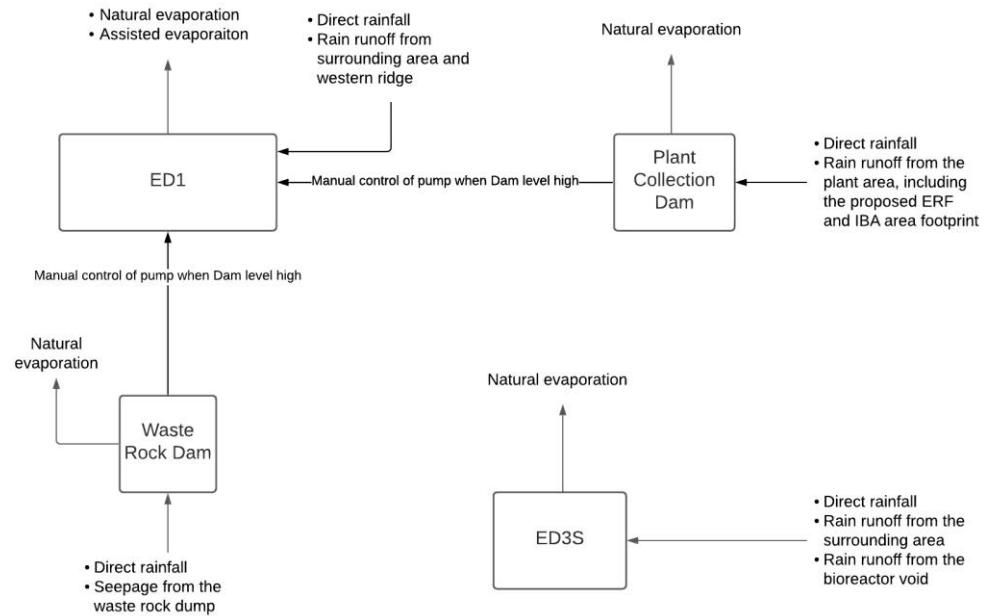 • Natural evaporation
• Assisted evaporaiton
• Direct rainfall
• Rain runoff from
surrounding area and
western ridge
Natural evaporation
ED1
Manual control of pump when Dam level high
Plant
Collection
Dam
• Direct rainfall
• Rain runoff from the
plant area, including
the proposed ERF
and IBA area footprint
Manual control of pump when Dam level high
Natural
evaporation
Waste
Rock Dam
• Direct rainfall
• Seepage from the
waste rock dump
Natural evaporation
ED3S
• Direct rainfall
• Rain runoff from the
surrounding area
• Rain runoff from the
bioreactor void